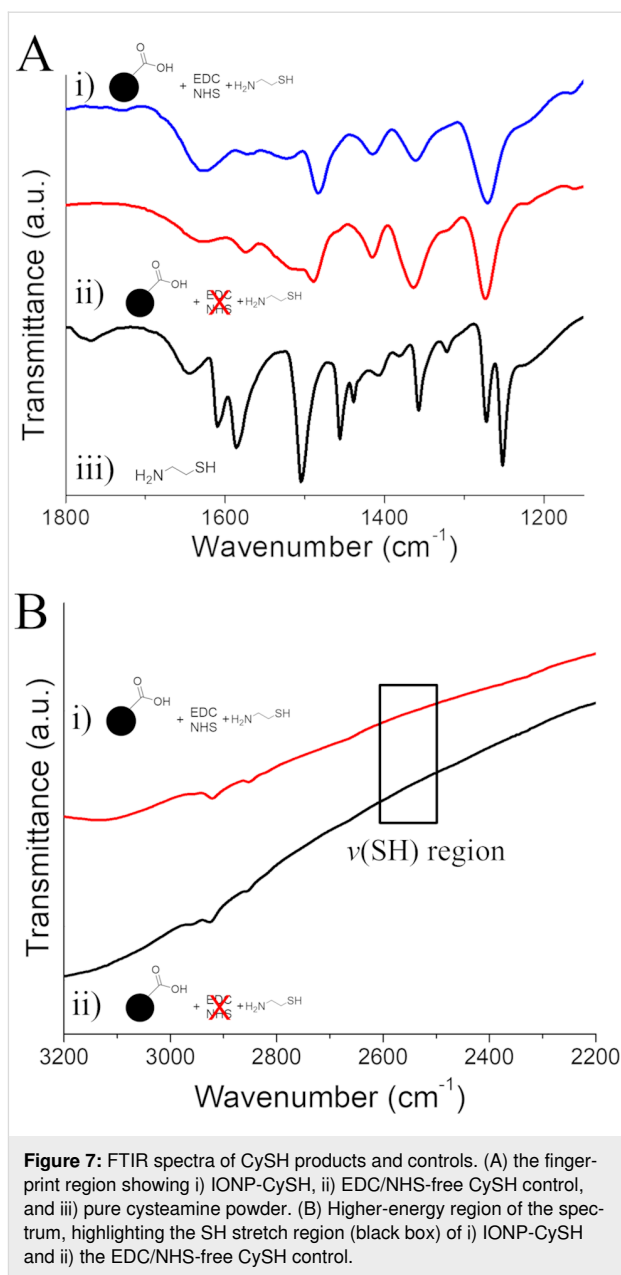 A
i)
O
OH
+ EDC
NHS
+ H₂N SH
Transmittance (a.u.)
ii)
O
OH
+ EDC
NHS
+ H₂N SH
iii) H₂N SH
1800 1600 1400 1200
Wavenumber (cm⁻¹)
B
i)
O
OH
+ EDC
NHS
+ H₂N SH
Transmittance (a.u.)
ν(SH) region
ii)
O
OH
+ EDC
NHS
+ H₂N SH
3200 3000 2800 2600 2400 2200
Wavenumber (cm⁻¹)
Figure 7: FTIR spectra of CySH products and controls. (A) the finger-
print region showing i) IONP-CySH, ii) EDC/NHS-free CySH control,
and iii) pure cysteamine powder. (B) Higher-energy region of the spec-
trum, highlighting the SH stretch region (black box) of i) IONP-CySH
and ii) the EDC/NHS-free CySH control.